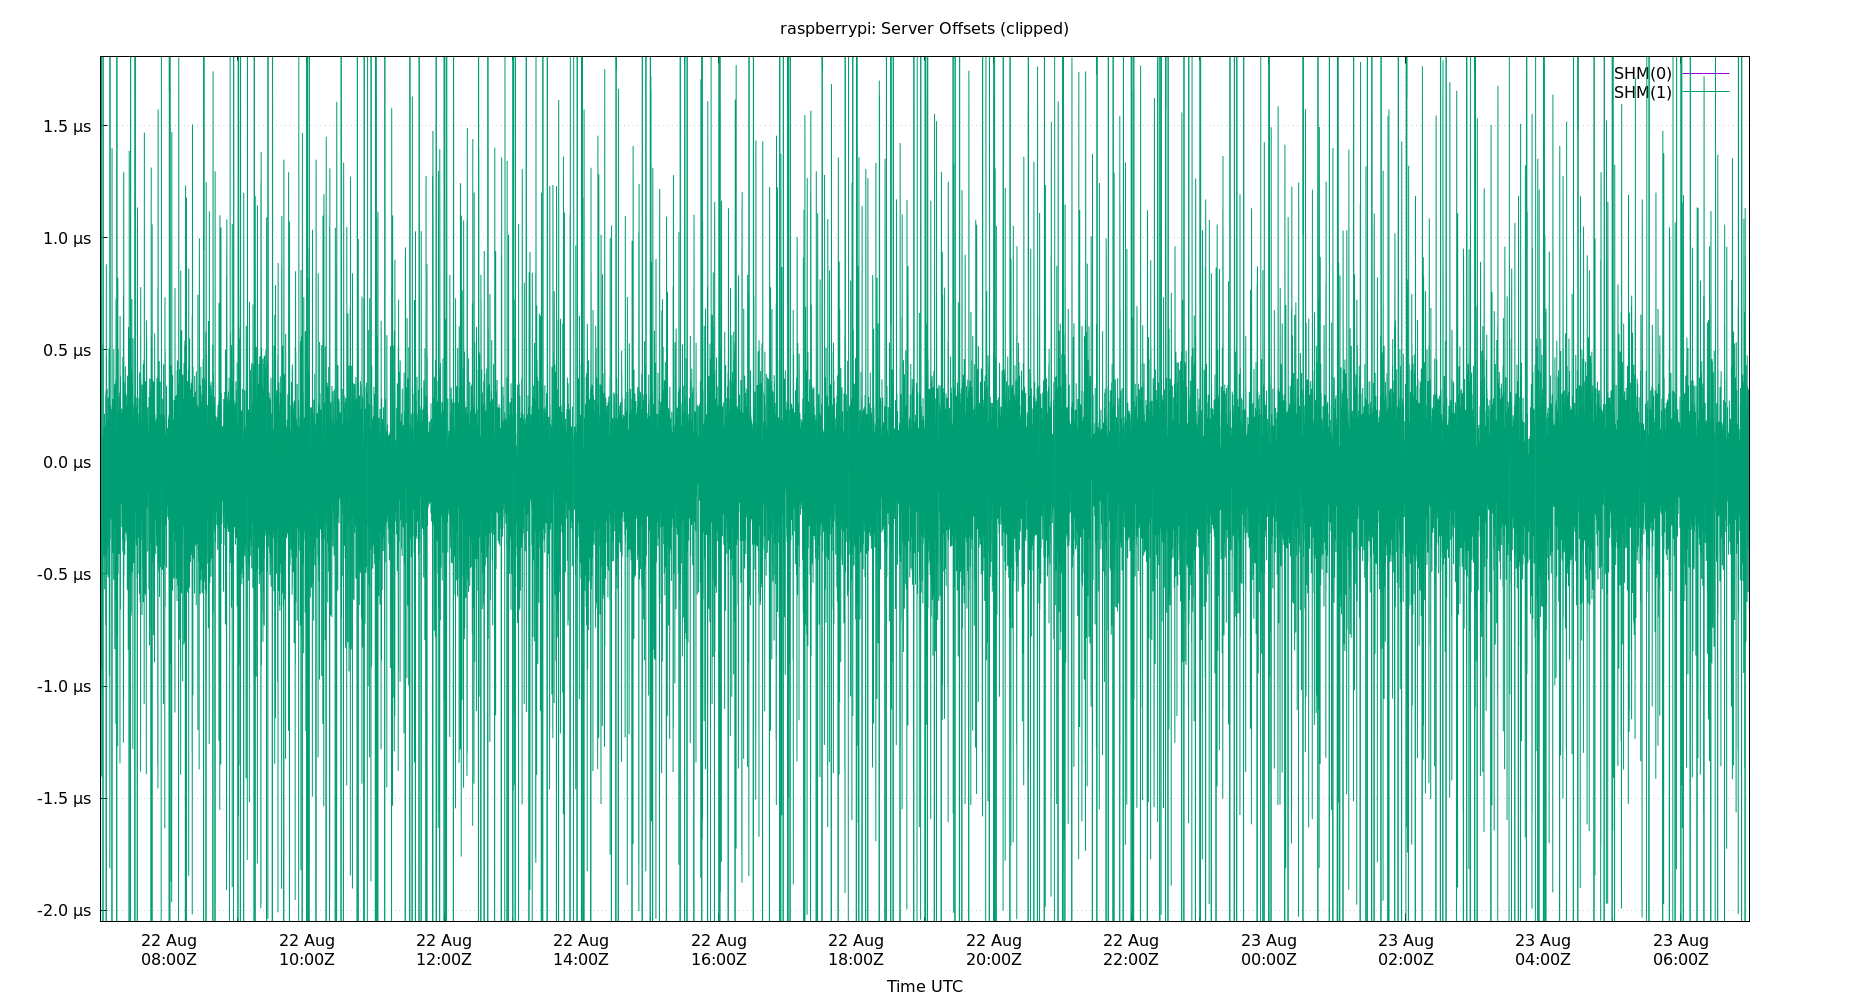 raspberrypi: Server Offsets (clipped)
SHM(0)
SHM(1)
1.5 µs
1.0 µs
0.5 µs
0.0 µs
-0.5 µs
-1.0 µs
-1.5 µs
-2.0 µs
22 Aug 22 Aug 22 Aug 22 Aug 22 Aug 22 Aug 22 Aug 22 Aug 23 Aug 23 Aug 23 Aug 23 Aug
08:00Z 10:00Z 12:00Z 14:00Z 16:00Z 18:00Z 20:00Z 22:00Z 00:00Z 02:00Z 04:00Z 06:00Z
Time UTC